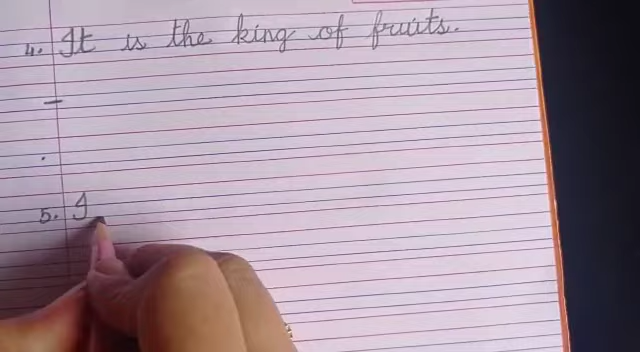 4. It is the king of fruits.
5. I